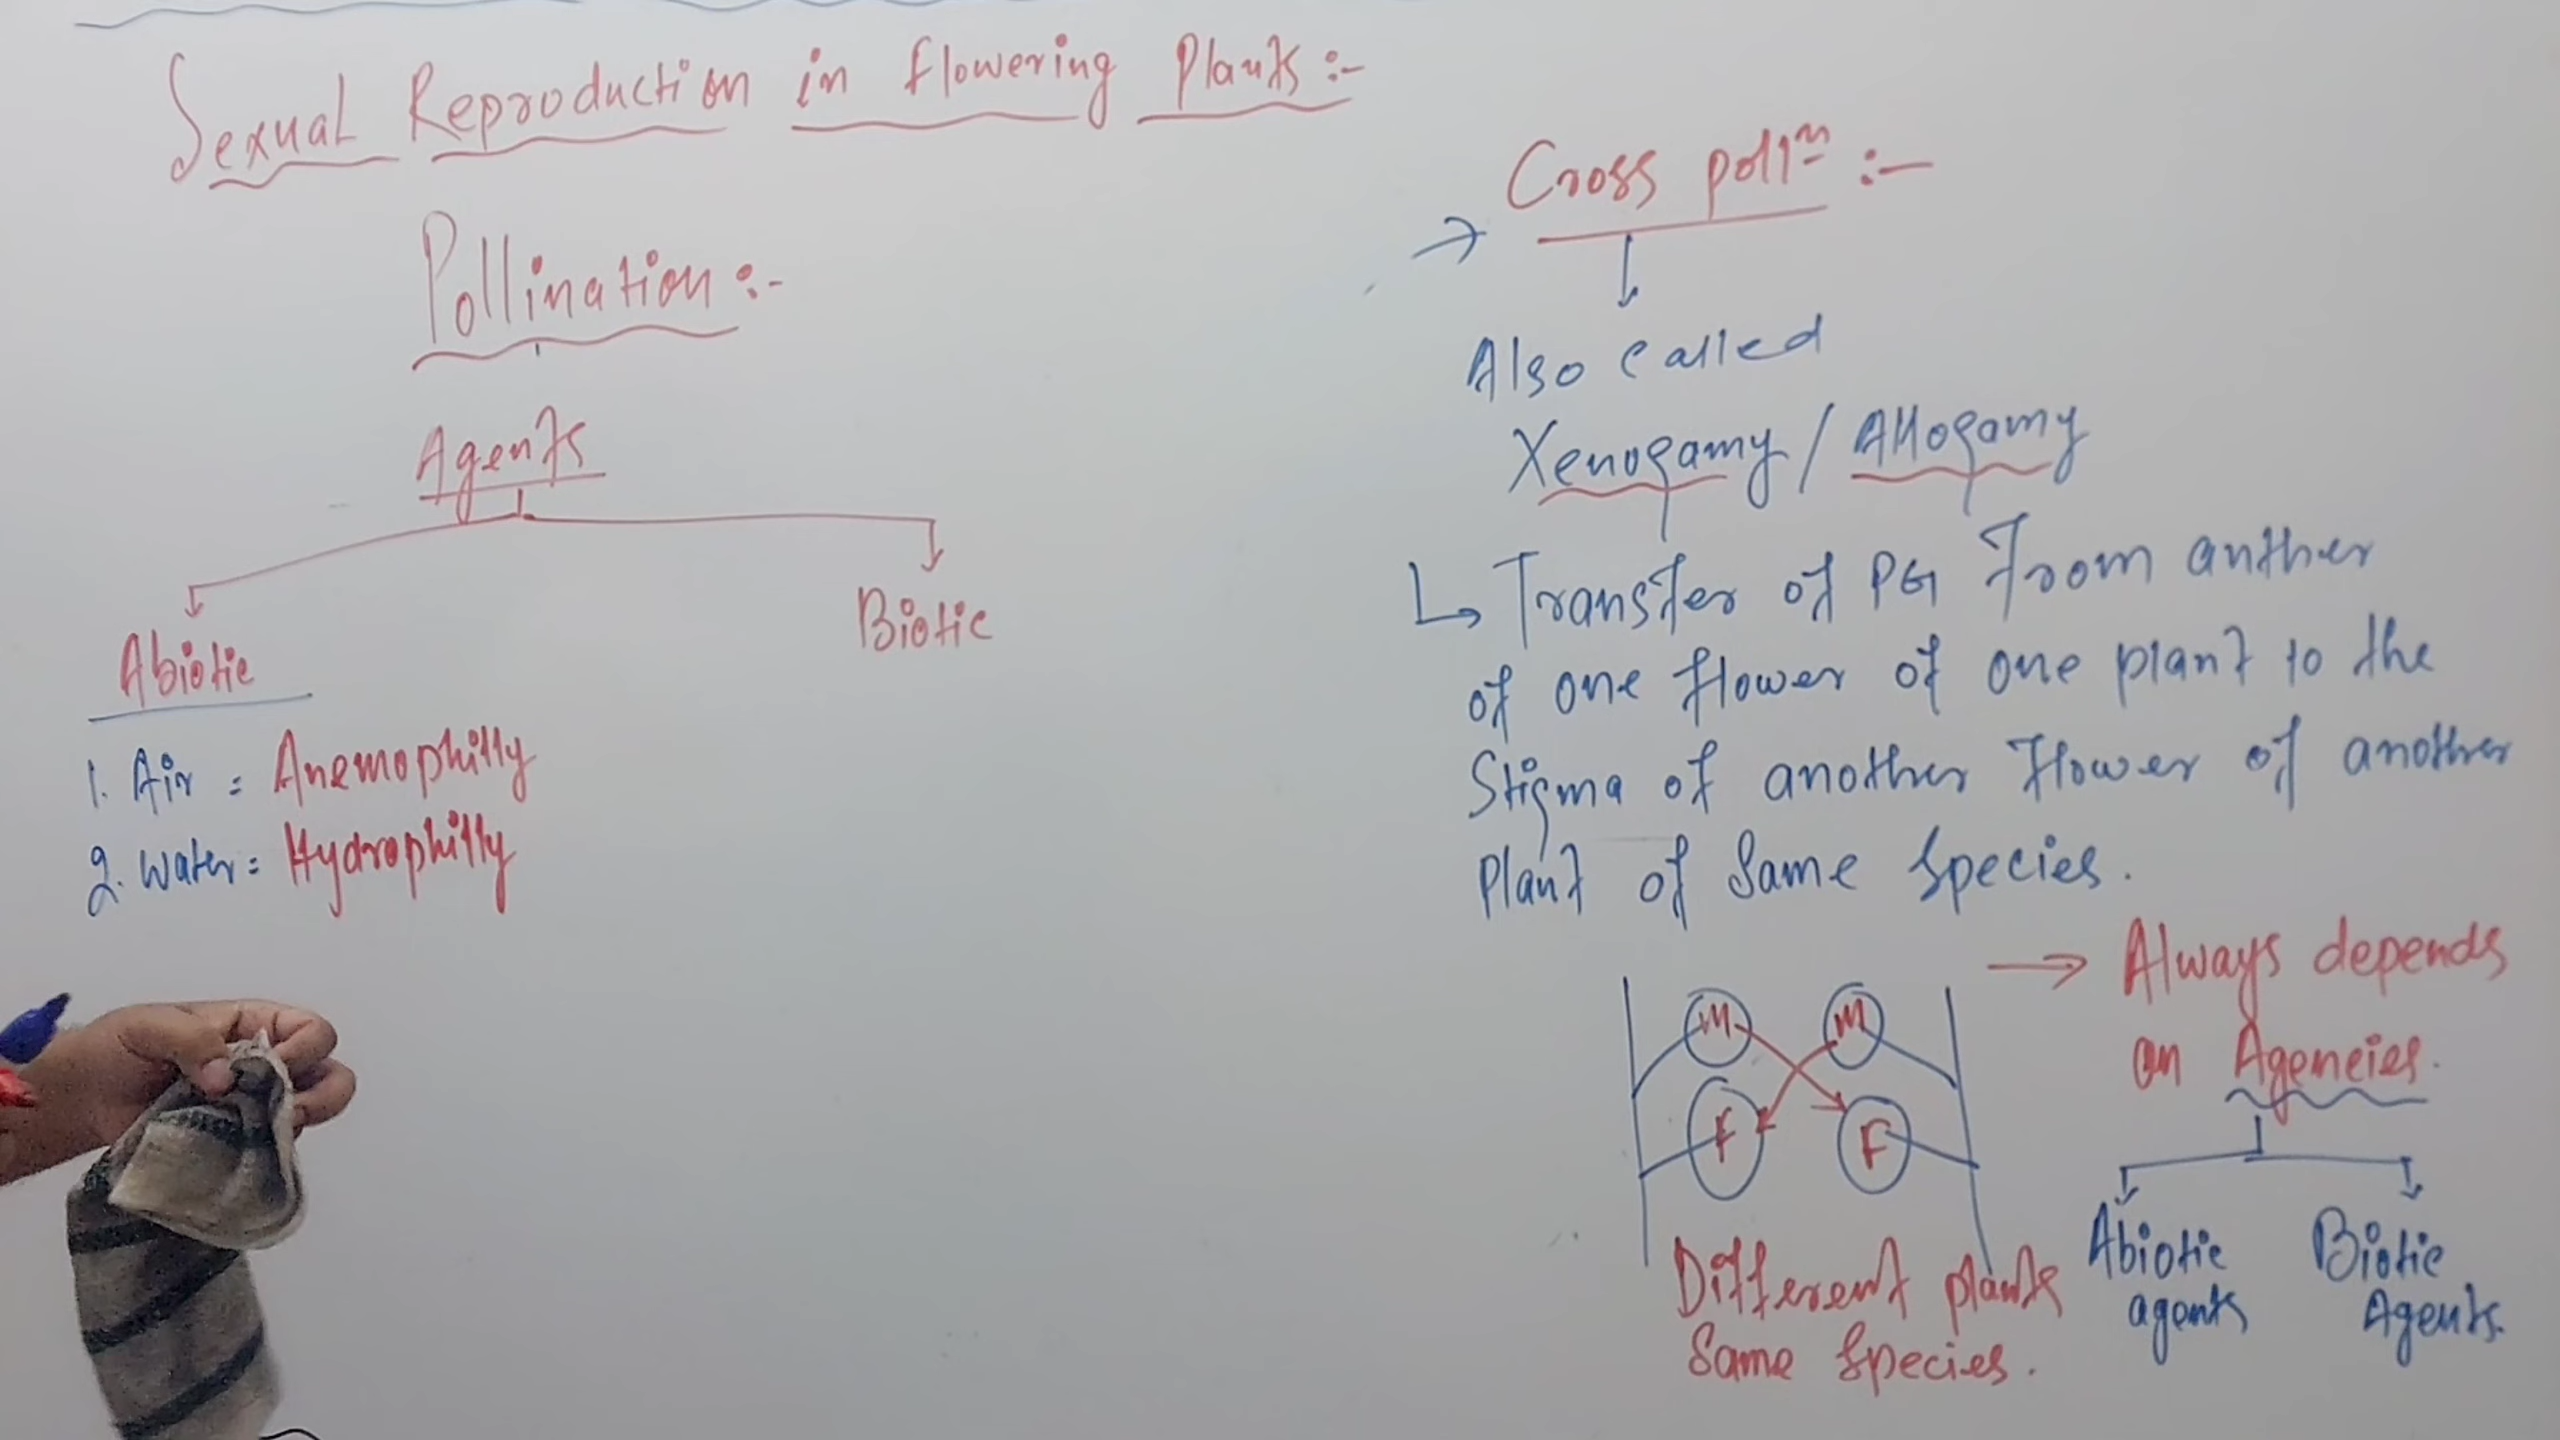 Sexual Reproduction in flowering Plants :-
Pollination :-
Agents
Abiotic
Biotic
1. Air = Anemophilly
2. Water = Hydrophilly
Cross pollⁿ :-
Also called
Xenogamy / Allogamy
Transfer of PG From anther
of one flower of one plant to the
Stigma of another flower of another
Plant of Same Species.
M M
F F
Different plants
Same Species.
Always depends
on Agencies.
Abiotic
agents
Biotic
Agents.